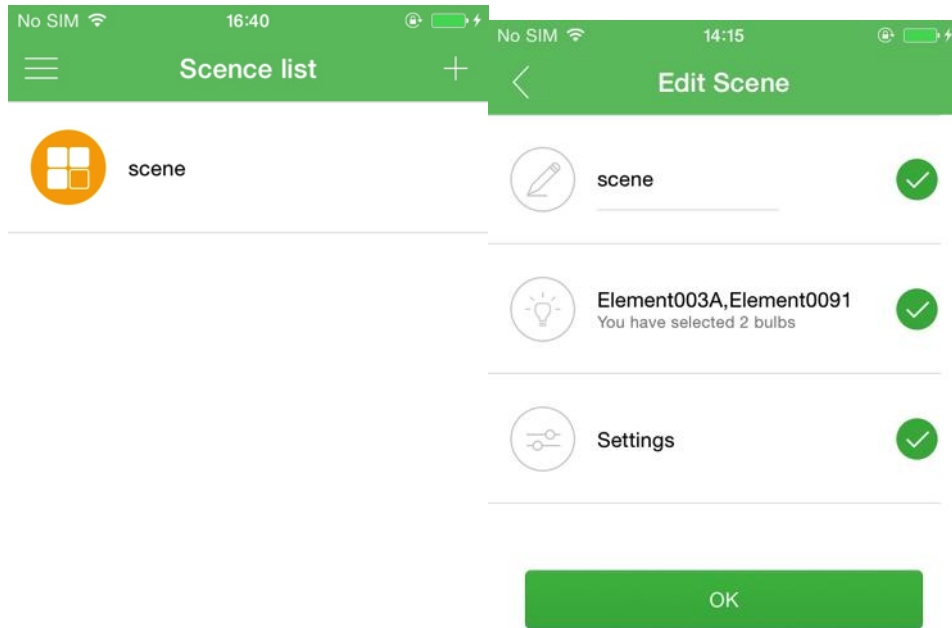 No SIM 16:40
Scence list
scene
No SIM 14:15
Edit Scene
scene
Element003A,Element0091
You have selected 2 bulbs
Settings
OK